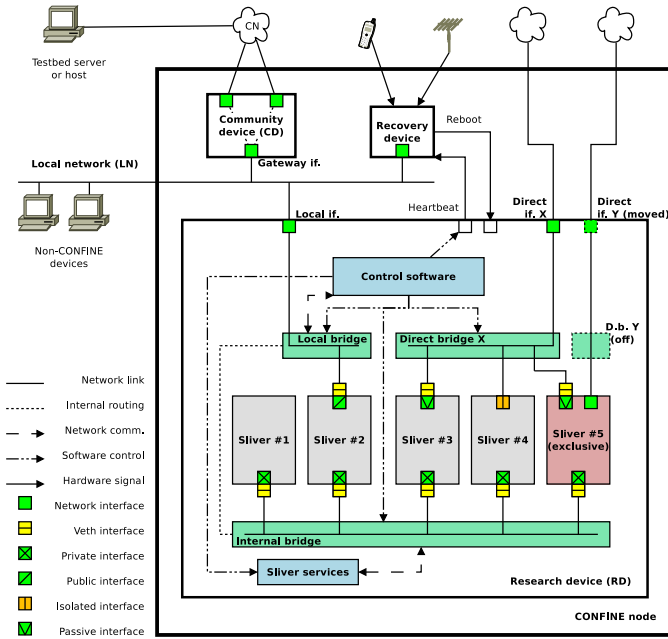 CN
Testbed server
or host
Community
device (CD)
Recovery
device
Reboot
Gateway if.
Local network (LN)
Heartbeat
Local if.
Direct
if. X
Direct
if. Y (moved)
Non-CONFINE
devices
Control software
Local bridge
Direct bridge X
D.b. Y
(off)
Sliver #1
Sliver #2
Sliver #3
Sliver #4
Sliver #5
(exclusive)
Internal bridge
Sliver services
Research device (RD)
CONFINE node
Network link
Internal routing
Network comm.
Software control
Hardware signal
Network interface
Veth interface
Private interface
Public interface
Isolated interface
Passive interface